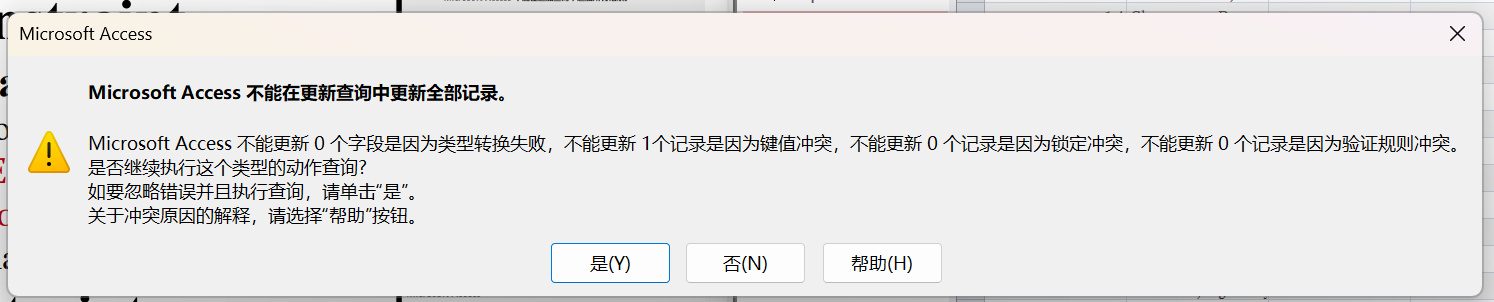 Microsoft Access
Microsoft Access 不能在更新查询中更新全部记录。
Microsoft Access 不能更新 0 个字段是因为类型转换失败，不能更新 1个记录是因为键值冲突，不能更新 0 个记录是因为锁定冲突，不能更新 0 个记录是因为验证规则冲突。
是否继续执行这个类型的动作查询?
如要忽略错误并且执行查询，请单击“是”。
关于冲突原因的解释，请选择“帮助”按钮。
是(Y)
否(N)
帮助(H)